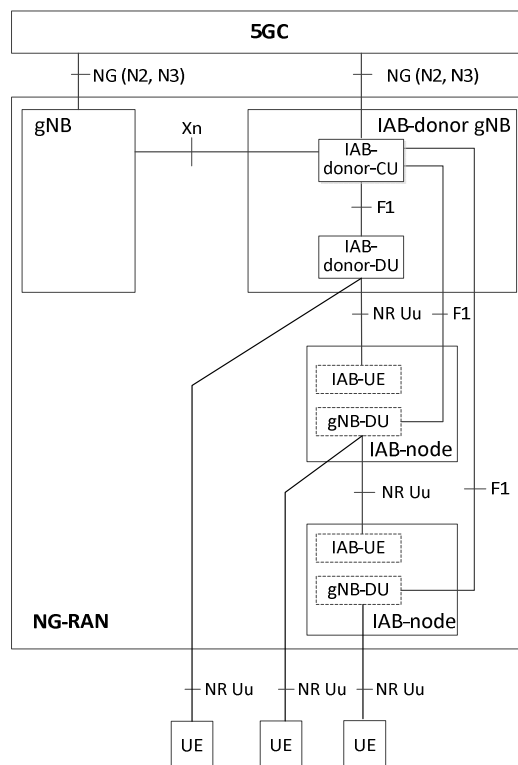 5GC
NG (N2, N3)
NG (N2, N3)
gNB
Xn
IAB-donor gNB
IAB-
donor-CU
F1
IAB-
donor-DU
NR Uu
F1
IAB-UE
gNB-DU
IAB-node
NR Uu
F1
IAB-UE
gNB-DU
IAB-node
NG-RAN
NR Uu
NR Uu
NR Uu
UE
UE
UE